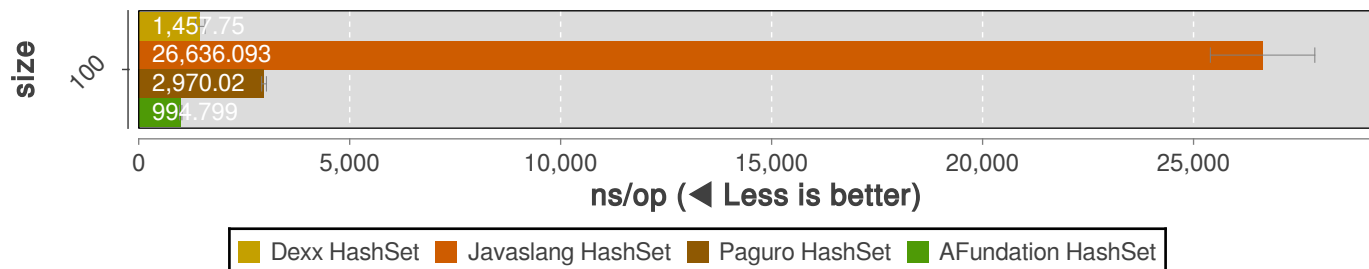 1,457.75
26,636.093
2,970.02
994.799
size
100
0 5,000 10,000 15,000 20,000 25,000
ns/op (◀ Less is better)
Dexx HashSet Javaslang HashSet Paguro HashSet AFundation HashSet